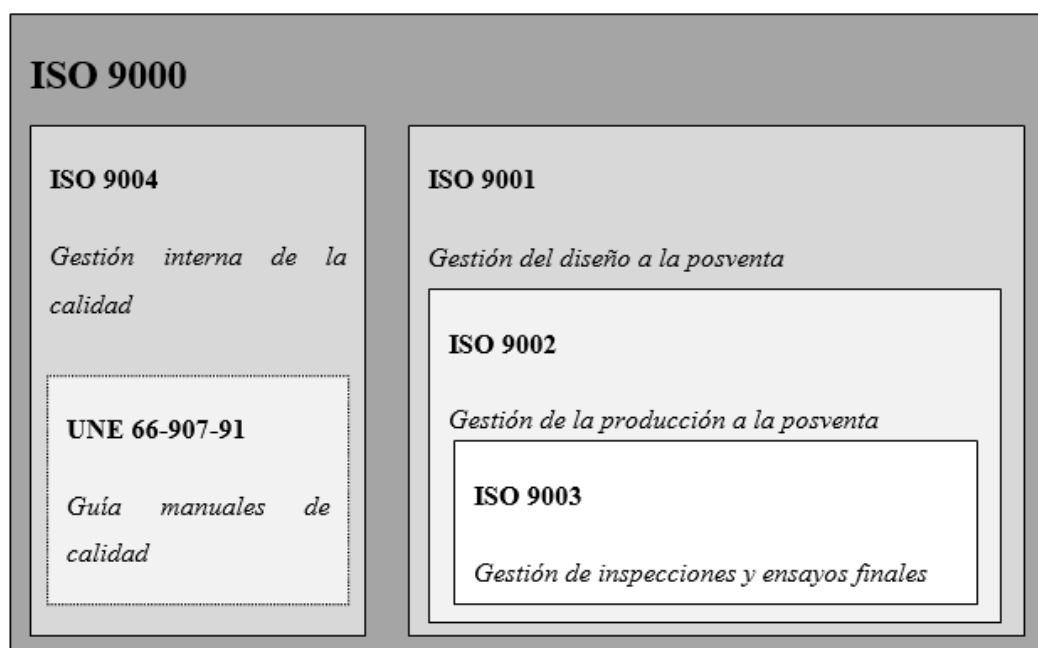 ISO 9000
ISO 9004
Gestión interna de la
calidad
UNE 66-907-91
Guía manuales de
calidad
ISO 9001
Gestión del diseño a la posventa
ISO 9002
Gestión de la producción a la posventa
ISO 9003
Gestión de inspecciones y ensayos finales